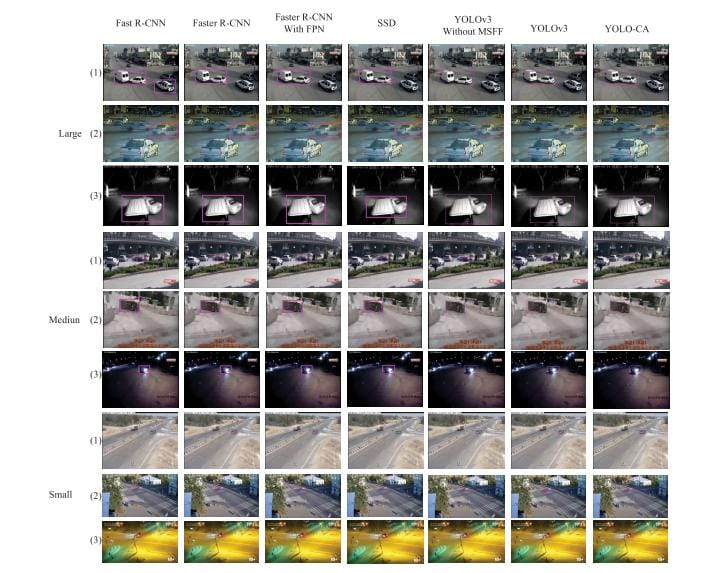 Fast R-CNN
Faster R-CNN
Faster R-CNN
With FPN
SSD
YOLOv3
Without MSFF
YOLOv3
YOLO-CA
(1)
Large (2)
(3)
(1)
Mediun (2)
(3)
(1)
Small (2)
(3)